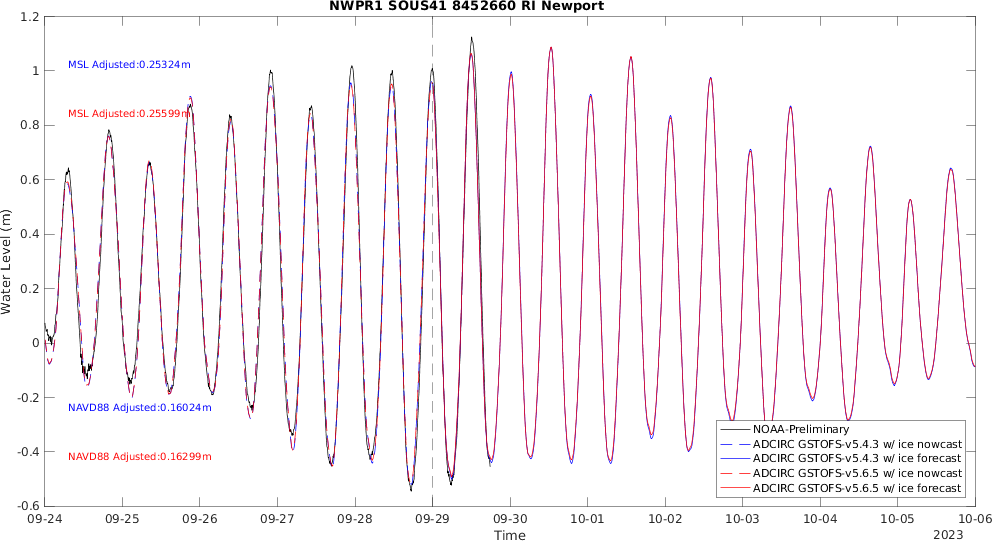 NWPR1 SOUS41 8452660 RI Newport
1.2
1
0.8
0.6
0.4
0.2
0
-0.2
-0.4
-0.6
Water Level (m)
MSL Adjusted:0.25324m
MSL Adjusted:0.25599m
NAVD88 Adjusted:0.16024m
NAVD88 Adjusted:0.16299m
NOAA-Preliminary
ADCIRC GSTOFS-v5.4.3 w/ ice nowcast
ADCIRC GSTOFS-v5.4.3 w/ ice forecast
ADCIRC GSTOFS-v5.6.5 w/ ice nowcast
ADCIRC GSTOFS-v5.6.5 w/ ice forecast
09-24 09-25 09-26 09-27 09-28 09-29 09-30 10-01 10-02 10-03 10-04 10-05 10-06
Time
2023